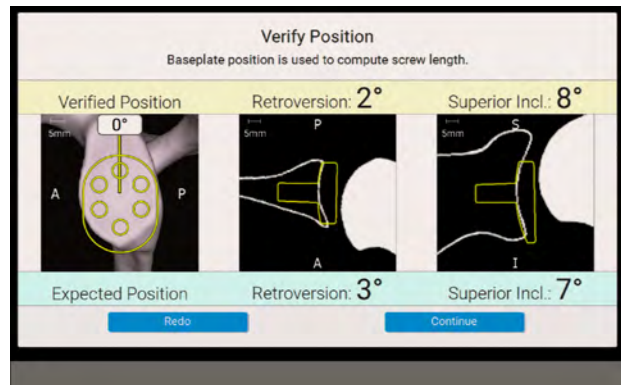 Verify Position
Baseplate position is used to compute screw length.
Verified Position
Retroversion: 2°
Superior Incl.: 8°
5mm
0°
A
P
5mm
P
A
5mm
S
I
Expected Position
Retroversion: 3°
Superior Incl.: 7°
Redo
Continue